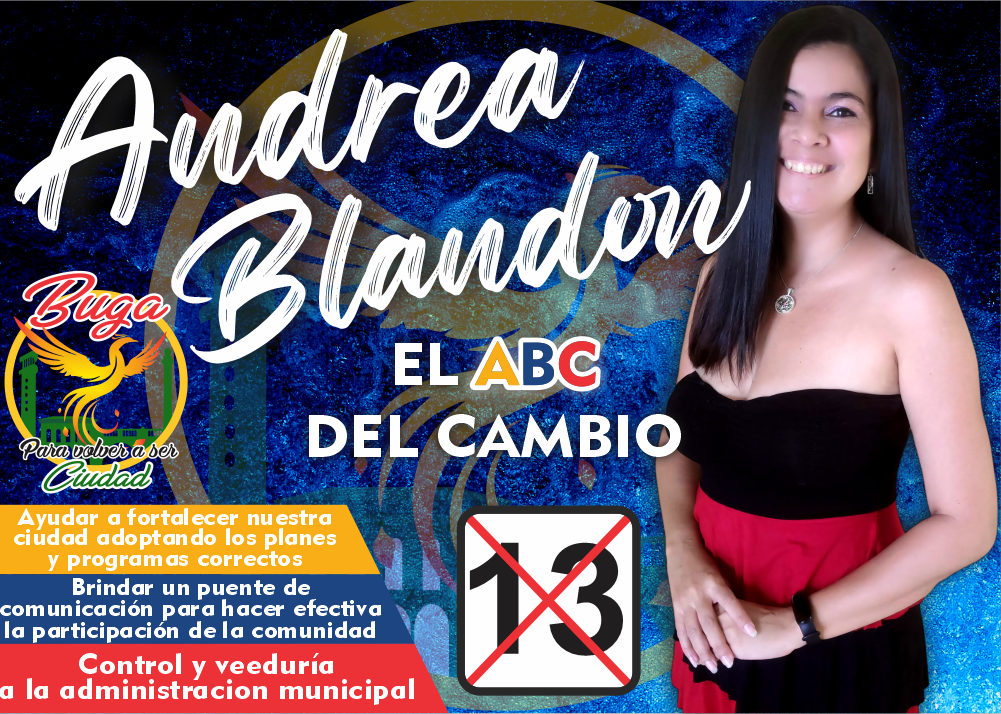 Andrea
Blandon
Buga
Para volver a ser
Ciudad
EL ABC
DEL CAMBIO
Ayudar a fortalecer nuestra
ciudad adoptando los planes
y programas correctos
Brindar un puente de
comunicación para hacer efectiva
la participación de la comunidad
Control y veeduría
a la administracion municipal
13